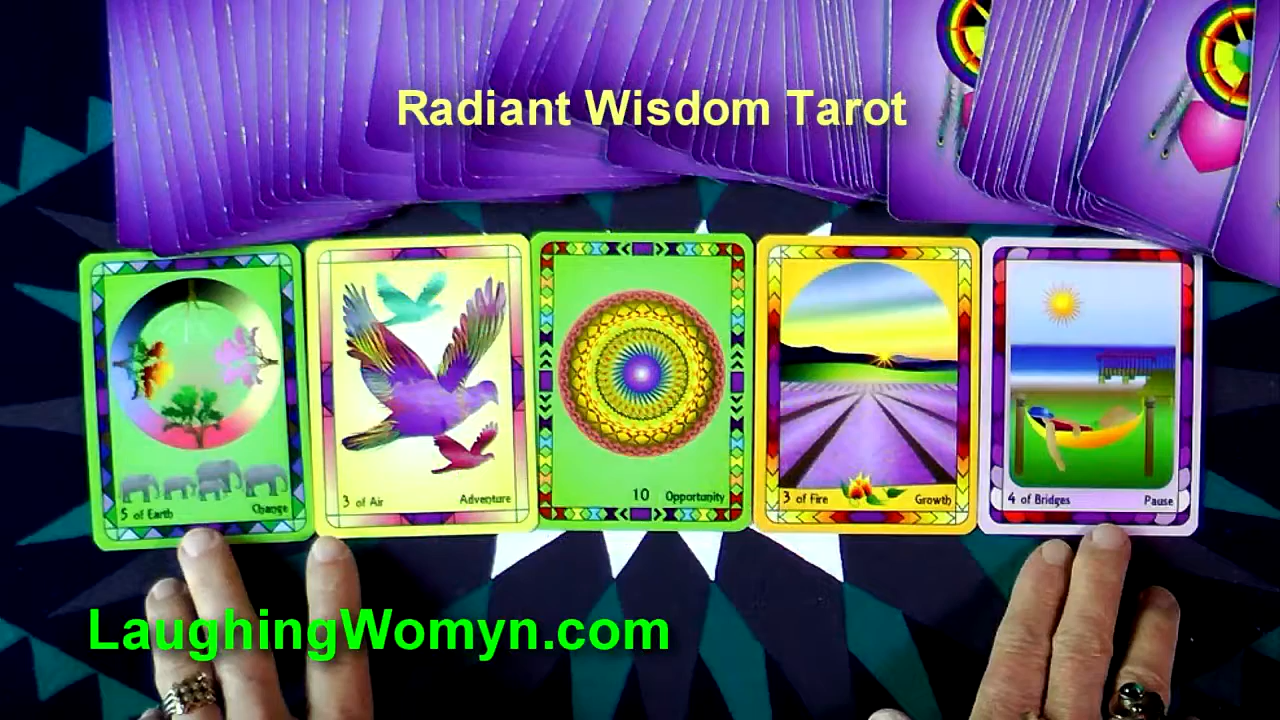 Radiant Wisdom Tarot
5 of Earth Change
3 of Air Adventure
10 Opportunity
3 of Fire Growth
4 of Bridges Pause
LaughingWomyn.com